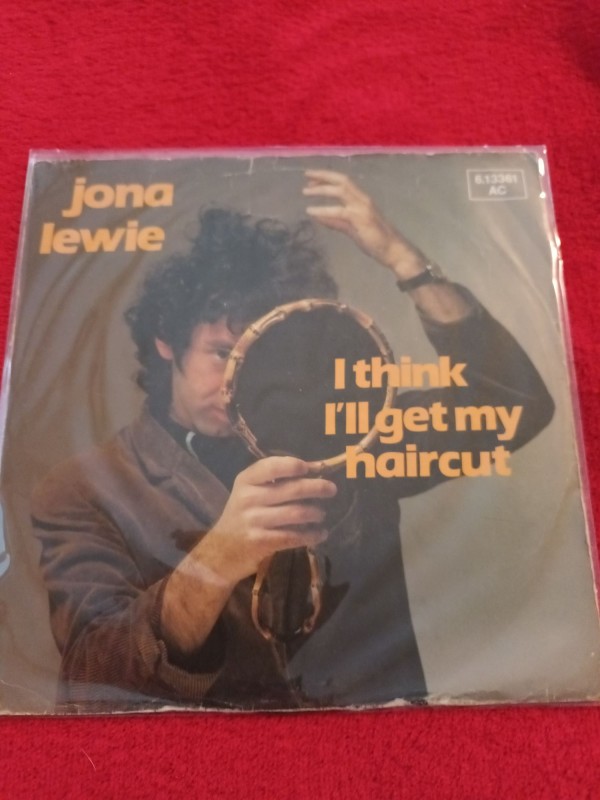 jona
lewie
6.13361
AC
I think
I'll get my
haircut